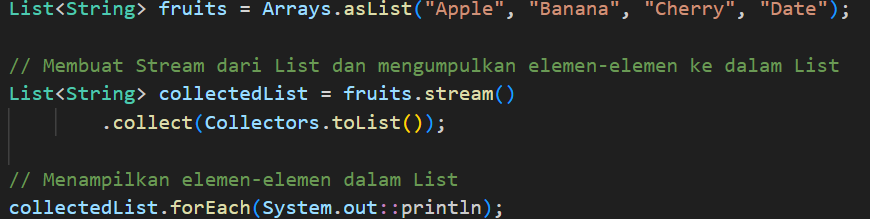 List<String> fruits = Arrays.asList("Apple", "Banana", "Cherry", "Date");
// Membuat Stream dari List dan mengumpulkan elemen-elemen ke dalam List
List<String> collectedList = fruits.stream()
.collect(Collectors.toList());
// Menampilkan elemen-elemen dalam List
collectedList.forEach(System.out::println);